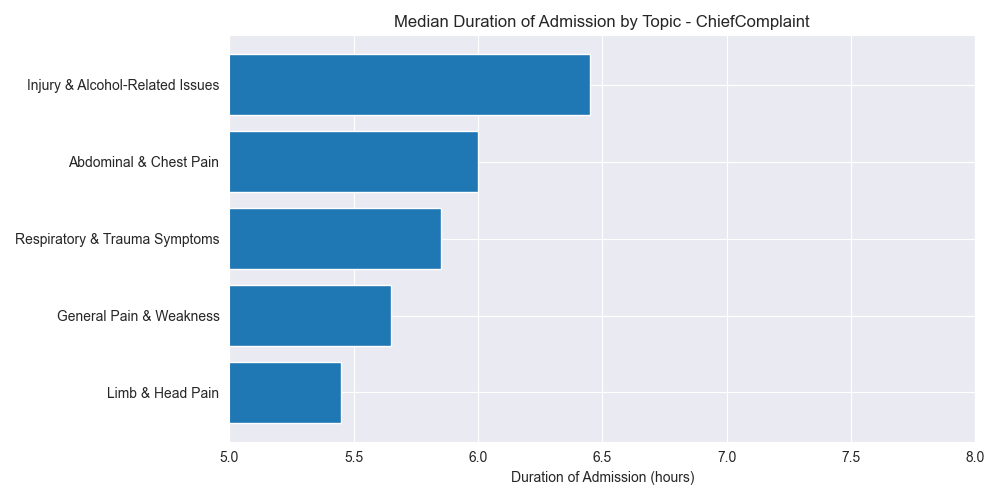 Median Duration of Admission by Topic - ChiefComplaint
Injury & Alcohol-Related Issues
Abdominal & Chest Pain
Respiratory & Trauma Symptoms
General Pain & Weakness
Limb & Head Pain
5.0 5.5 6.0 6.5 7.0 7.5 8.0
Duration of Admission (hours)